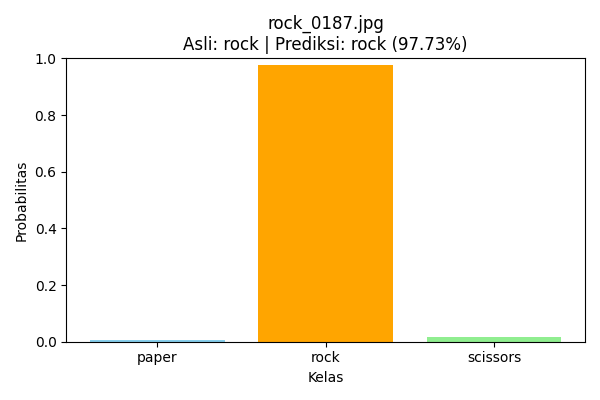 rock_0187.jpg
Asli: rock | Prediksi: rock (97.73%)
1.0
0.8
0.6
0.4
0.2
0.0
Probabilitas
paper
rock
scissors
Kelas